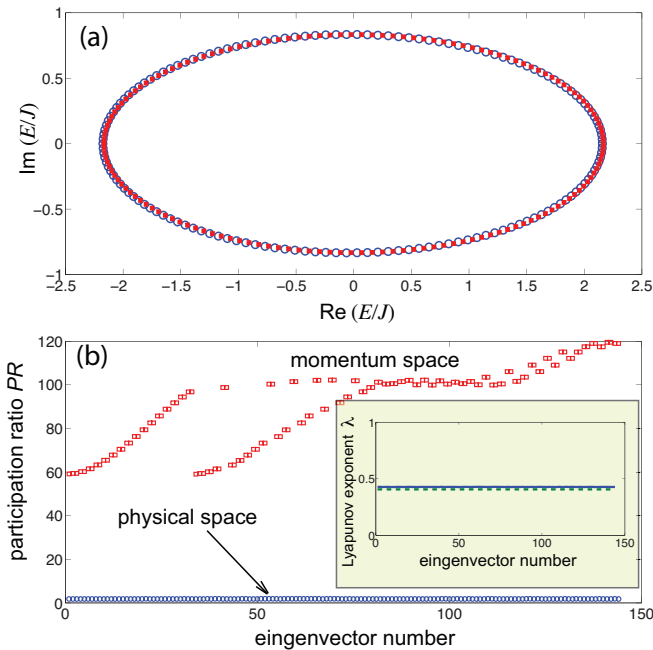 (a)
1
0.5
0
−0.5
−1
Im (E/J)
-2.5 -2 -1.5 -1 -0.5 0 0.5 1 1.5 2 2.5
Re (E/J)
(b)
120
100
80
60
40
20
0
participation ratio PR
momentum space
physical space
Lyapunov exponent λ
1
0.5
0
0 50 100 150
eingenvector number
0 50 100 150
eingenvector number